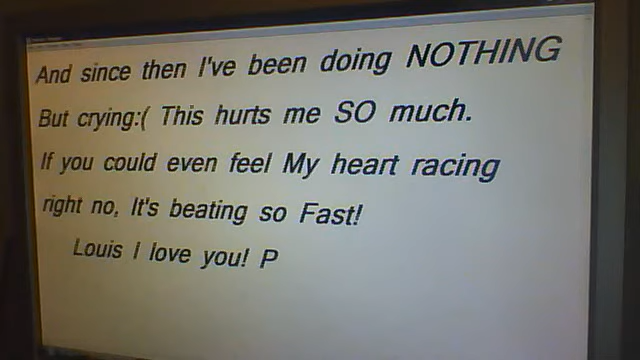 And since then I've been doing NOTHING
But crying:( This hurts me SO much.
If you could even feel My heart racing
right no, It's beating so Fast!
Louis I love you! P